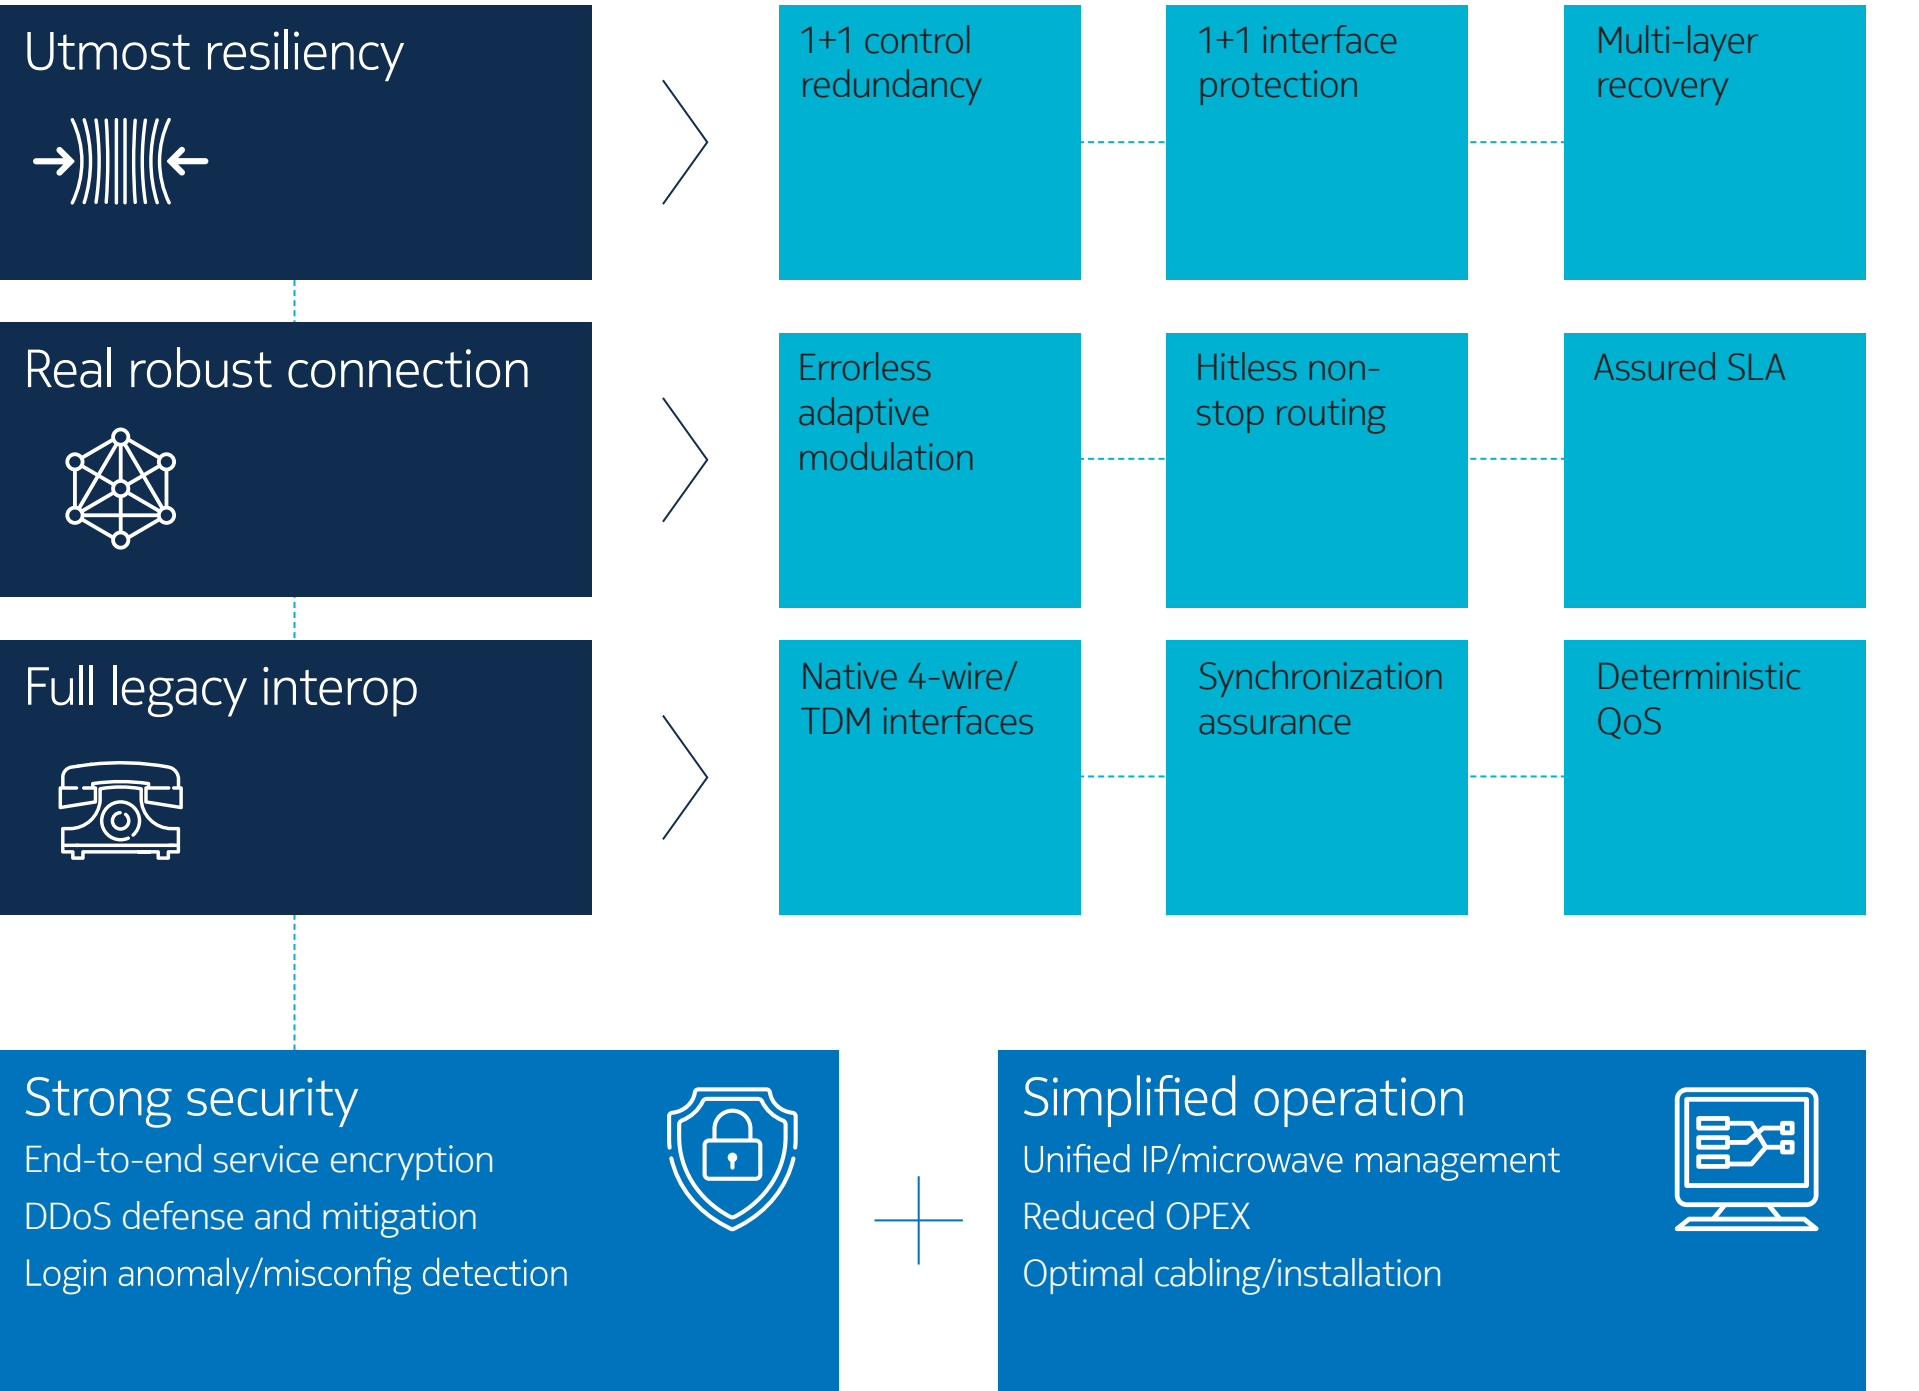 Utmost resiliency
1+1 control
redundancy
1+1 interface
protection
Multi-layer
recovery
Real robust connection
Errorless
adaptive
modulation
Hitless non-
stop routing
Assured SLA
Full legacy interop
Native 4-wire/
TDM interfaces
Synchronization
assurance
Deterministic
QoS
Strong security
End-to-end service encryption
DDoS defense and mitigation
Login anomaly/misconfig detection
Simplified operation
Unified IP/microwave management
Reduced OPEX
Optimal cabling/installation